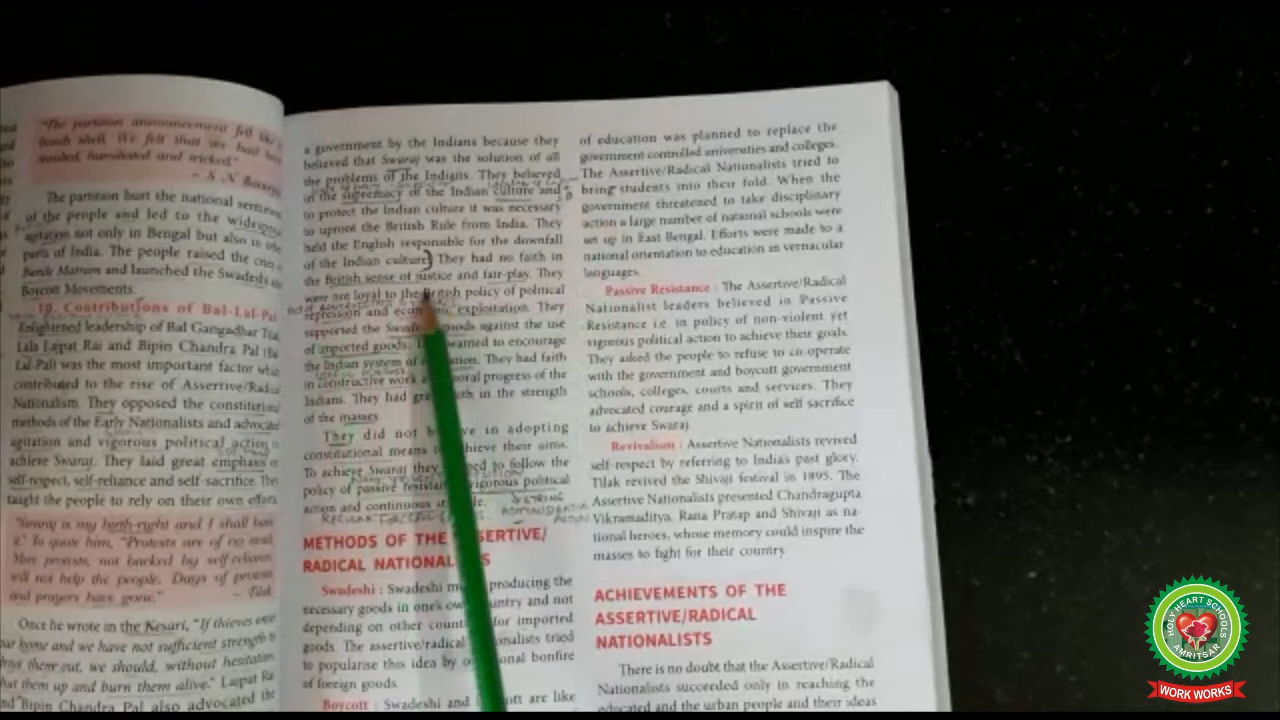 "The partition announcement fell like
bomb shell. We felt that we had been
insulted, humiliated and tricked"
- S N Banerj
The partition hurt the national sentimen
of the people and led to the widespre
agitation not only in Bengal but also in
parts of India. The people raised the cries
Bande Matram and launched the Swadeshi an
Boycott Movements.
10. Contributions of Bal-Lal-Pal
Enlightened leadership of Bal Gangadhar Tila
Lala Lajpat Rai and Bipin Chandra Pal (Ba
Lal-Pal) was the most important factor wh
contributed to the rise of Assertive/Radical
Nationalism. They opposed the constitutiona
methods of the Early Nationalists and advocate
agitation and vigorous political action to
achieve Swaraj. They laid great emphasis on
self-respect, self-reliance and self-sacrifice. The
taught the people to rely on their own effort
"Swaraj is my birth-right and I shall hav
it." To quote him, "Protests are of no avail.
Mere protests, not backed by self-reliance
will not help the people. Days of protest
and prayers have gone." - Tilak
Once he wrote in the Kesari, "If thieves ente
our home and we have not sufficient strength to
drive them out, we should, without hesitation
shut them up and burn them alive." Lajpat Ra
and Bipin Chandra Pal also advocated the
a government by the Indians because they
believed that Swaraj was the solution of all
the problems of the Indians. They believed
in the supremacy of the Indian culture and
to protect the Indian culture it was necessary
to uproot the British Rule from India. They
held the English responsible for the downfall
of the Indian culture. They had no faith in
the British sense of justice and fair-play. They
were not loyal to the British policy of political
repression and economic exploitation. They
supported the Swadeshi goods against the use
of imported goods. They wanted to encourage
the Indian system of education. They had faith
in constructive work and moral progress of the
Indians. They had great faith in the strength
of the masses.
They did not believe in adopting
constitutional means to achieve their aims.
To achieve Swaraj they wanted to follow the
policy of passive resistance, vigorous political
action and continuous struggle.
STRONG
ADMINISTRATIVE
METHODS OF THE ASSERTIVE/
RADICAL NATIONALISTS
Swadeshi : Swadeshi means producing the
necessary goods in one's own country and not
depending on other countries for imported
goods. The assertive/radical nationalists tried
to popularise this idea by occasional bonfire
of foreign goods.
Boycott : Swadeshi and Boycott are like
of education was planned to replace the
government controlled universities and colleges.
The Assertive/Radical Nationalists tried to
bring students into their fold. When the
government threatened to take disciplinary
action a large number of national schools were
set up in East Bengal. Efforts were made to a
national orientation to education in vernacular
languages.
Passive Resistance : The Assertive/Radical
Nationalist leaders believed in Passive
Resistance i.e. in policy of non-violent yet
vigorous political action to achieve their goals.
They asked the people to refuse to co operate
with the government and boycott government
schools, colleges, courts and services. They
advocated courage and a spirit of self sacrifice
to achieve Swaraj
Revivalism : Assertive Nationalists revived
self-respect by referring to India's past glory.
Tilak revived the Shivaji festival in 1895. The
Assertive Nationalists presented Chandragupta
Vikramaditya, Rana Pratap and Shivaji as na-
tional heroes, whose memory could inspire the
masses to fight for their country.
ACHIEVEMENTS OF THE
ASSERTIVE/RADICAL
NATIONALISTS
There is no doubt that the Assertive/Radical
Nationalists succeeded only in reaching the
educated and the urban people and their ideas
HOLY HEART SCHOOLS
AMRITSAR
WORK WORKS